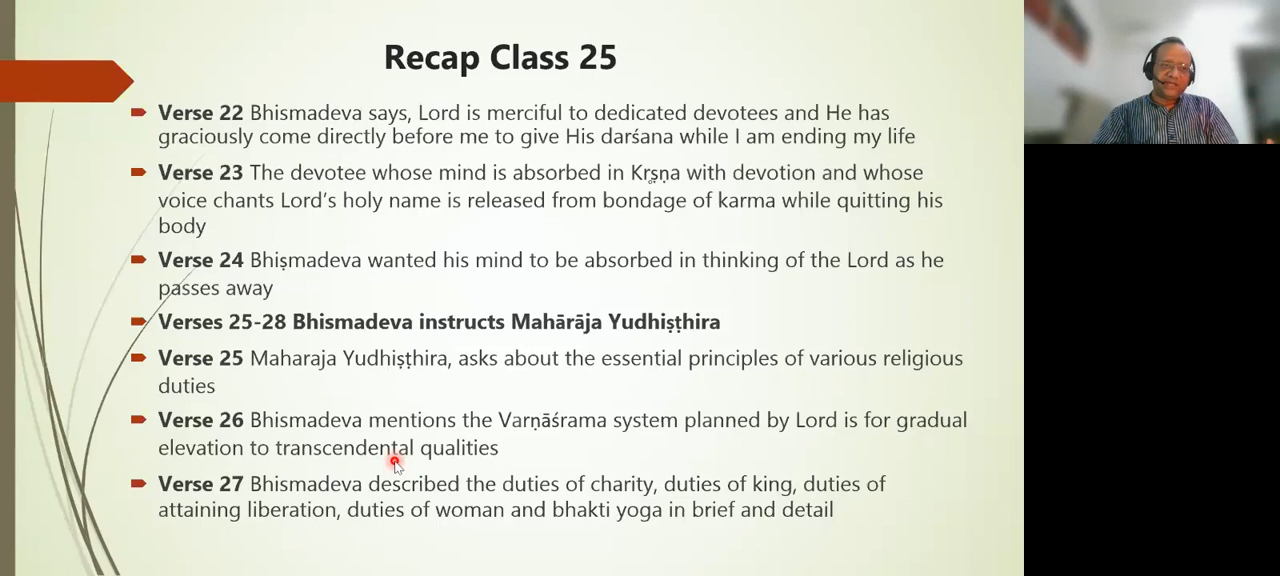 Recap Class 25
Verse 22 Bhismadeva says, Lord is merciful to dedicated devotees and He has
graciously come directly before me to give His darśana while I am ending my life
Verse 23 The devotee whose mind is absorbed in Kr̥ṣṇa with devotion and whose
voice chants Lord’s holy name is released from bondage of karma while quitting his
body
Verse 24 Bhiṣmadeva wanted his mind to be absorbed in thinking of the Lord as he
passes away
Verses 25-28 Bhismadeva instructs Mahārāja Yudhiṣṭhira
Verse 25 Maharaja Yudhiṣṭhira, asks about the essential principles of various religious
duties
Verse 26 Bhismadeva mentions the Varṇāśrama system planned by Lord is for gradual
elevation to transcendental qualities
Verse 27 Bhismadeva described the duties of charity, duties of king, duties of
attaining liberation, duties of woman and bhakti yoga in brief and detail